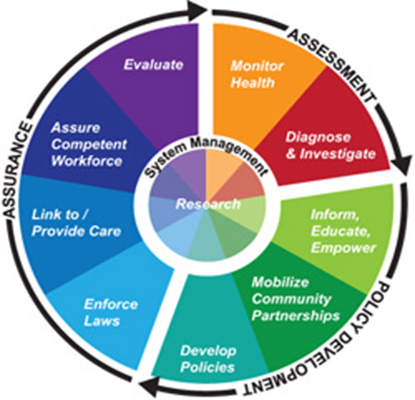 ASSESSMENT
Monitor
Health
Diagnose
& Investigate
POLICY DEVELOPMENT
Inform,
Educate,
Empower
Mobilize
Community
Partnerships
Develop
Policies
ASSURANCE
Enforce
Laws
Link to /
Provide Care
Assure
Competent
Workforce
Evaluate
System Management
Research